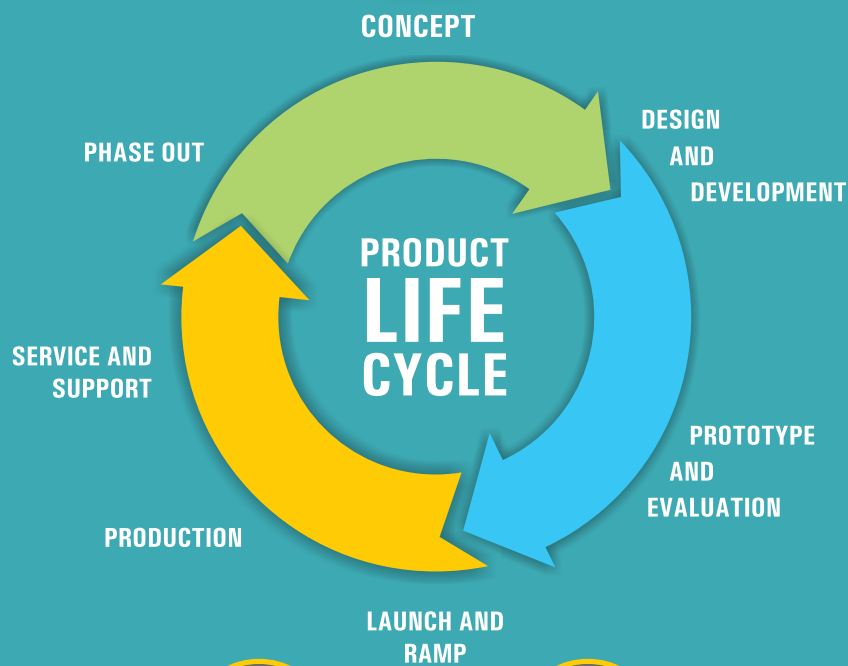 CONCEPT
DESIGN
AND
DEVELOPMENT
PROTOTYPE
AND
EVALUATION
LAUNCH AND
RAMP
PRODUCTION
SERVICE AND
SUPPORT
PHASE OUT
PRODUCT
LIFE
CYCLE